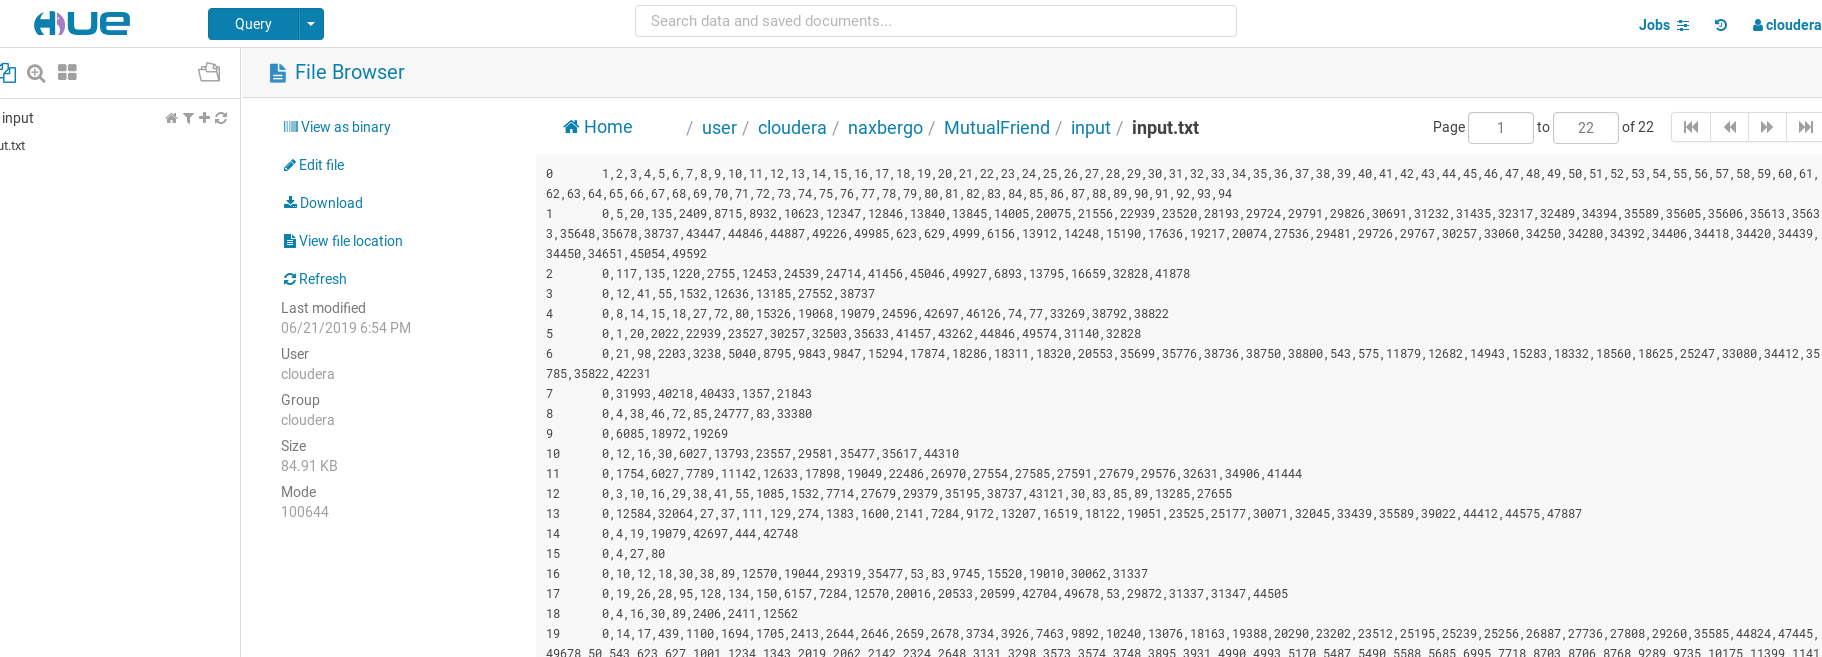 HUE Query Search data and saved documents... Jobs cloudera
File Browser
input
ut.txt
View as binary
Edit file
Download
View file location
Refresh
Last modified
06/21/2019 6:54 PM
User
cloudera
Group
cloudera
Size
84.91 KB
Mode
100644
Home / user / cloudera / naxbergo / MutualFriend / input / input.txt Page 1 to 22 of 22
0 1,2,3,4,5,6,7,8,9,10,11,12,13,14,15,16,17,18,19,20,21,22,23,24,25,26,27,28,29,30,31,32,33,34,35,36,37,38,39,40,41,42,43,44,45,46,47,48,49,50,51,52,53,54,55,56,57,58,59,60,61,
62,63,64,65,66,67,68,69,70,71,72,73,74,75,76,77,78,79,80,81,82,83,84,85,86,87,88,89,90,91,92,93,94
1 0,5,20,135,2409,8715,8932,10623,12347,12846,13840,13845,14005,20075,21556,22939,23520,28193,29724,29791,29826,30691,31232,31435,32317,32489,34394,35589,35605,35606,35613,3563
3,35648,35678,38737,43447,44846,44887,49226,49985,623,629,4999,6156,13912,14248,15190,17636,19217,20074,27536,29481,29726,29767,30257,33060,34250,34280,34392,34406,34418,34420,34439,
34450,34651,45054,49592
2 0,117,135,1220,2755,12453,24539,24714,41456,45046,49927,6893,13795,16659,32828,41878
3 0,12,41,55,1532,12636,13185,27552,38737
4 0,8,14,15,18,27,72,80,15326,19068,19079,24596,42697,46126,74,77,33269,38792,38822
5 0,1,20,2022,22939,23527,30257,32503,35633,41457,43262,44846,49574,31140,32828
6 0,21,98,2203,3238,5040,8795,9843,9847,15294,17874,18286,18311,18320,20553,35699,35776,38736,38750,38800,543,575,11879,12682,14943,15283,18332,18560,18625,25247,33080,34412,35
785,35822,42231
7 0,31993,40218,40433,1357,21843
8 0,4,38,46,72,85,24777,83,33380
9 0,6085,18972,19269
10 0,12,16,30,6027,13793,23557,29581,35477,35617,44310
11 0,1754,6027,7789,11142,12633,17898,19049,22486,26970,27554,27585,27591,27679,29576,32631,34906,41444
12 0,3,10,16,29,38,41,55,1085,1532,7714,27679,29379,35195,38737,43121,30,83,85,89,13285,27655
13 0,12584,32064,27,37,111,129,274,1383,1600,2141,7284,9172,13207,16519,18122,19051,23525,25177,30071,32045,33439,35589,39022,44412,44575,47887
14 0,4,19,19079,42697,444,42748
15 0,4,27,80
16 0,10,12,18,30,38,89,12570,19044,29319,35477,53,83,9745,15520,19010,30062,31337
17 0,19,26,28,95,128,134,150,6157,7284,12570,20016,20533,20599,42704,49678,53,29872,31337,31347,44505
18 0,4,16,30,89,2406,2411,12562
19 0,14,17,439,1100,1694,1705,2413,2644,2646,2659,2678,3734,3926,7463,9892,10240,13076,18163,19388,20290,23202,23512,25195,25239,25256,26887,27736,27808,29260,35585,44824,47445,
49678,50,543,623,627,1001,1234,1343,2019,2062,2142,2324,2648,3131,3298,3573,3574,3748,3895,3931,4990,4993,5170,5487,5490,5588,5685,6995,7718,8703,8706,8768,9289,9735,10175,11399,1141